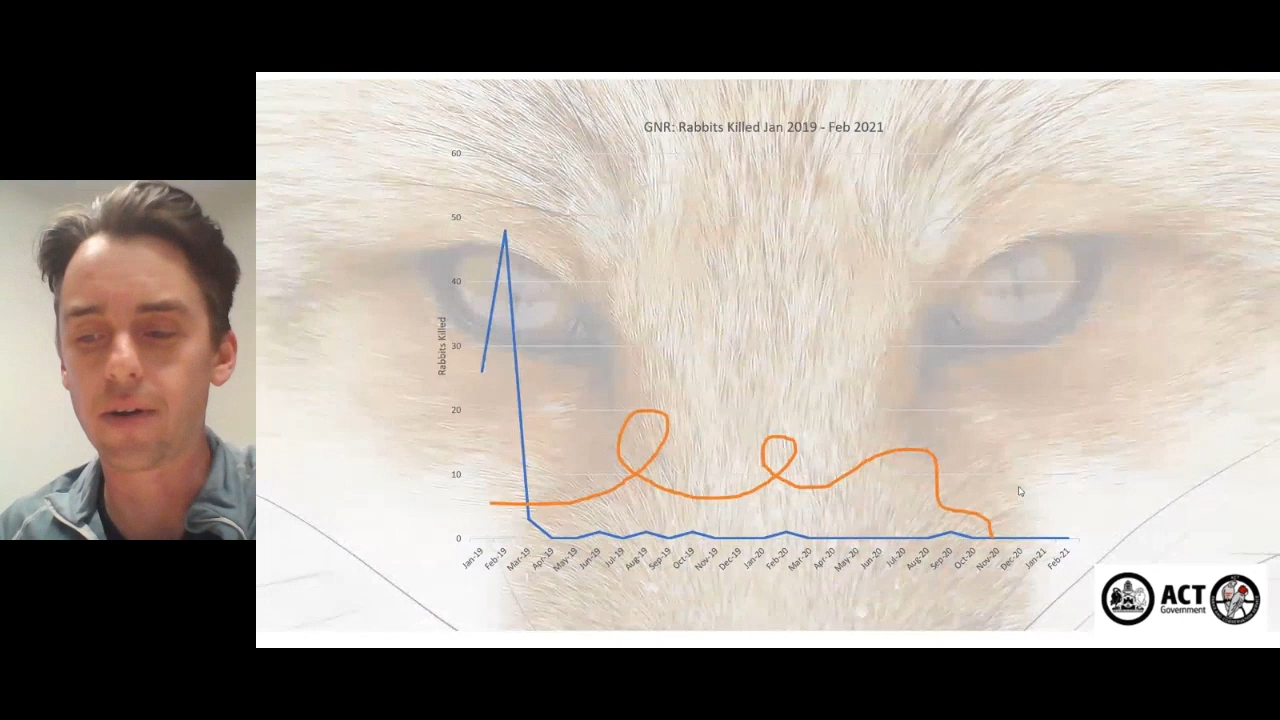 GNR: Rabbits Killed Jan 2019 - Feb 2021
60
50
40
30
20
10
0
Rabbits Killed
Jan-19
Feb-19
Mar-19
Apr-19
May-19
Jun-19
Jul-19
Aug-19
Sep-19
Oct-19
Nov-19
Dec-19
Jan-20
Feb-20
Mar-20
Apr-20
May-20
Jun-20
Jul-20
Aug-20
Sep-20
Oct-20
Nov-20
Dec-20
Jan-21
Feb-21
ACT
Government